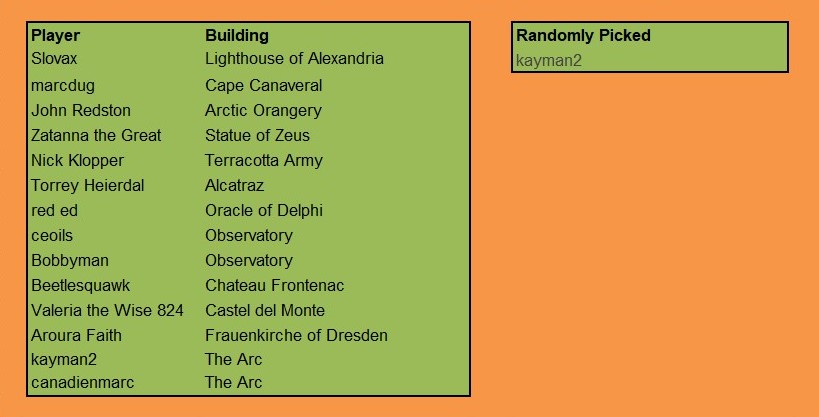 Player Building
Slovax Lighthouse of Alexandria
marcdug Cape Canaveral
John Redston Arctic Orangery
Zatanna the Great Statue of Zeus
Nick Klopper Terracotta Army
Torrey Heierdal Alcatraz
red ed Oracle of Delphi
ceoils Observatory
Bobbyman Observatory
Beetlesquawk Chateau Frontenac
Valeria the Wise 824 Castel del Monte
Aroura Faith Frauenkirche of Dresden
kayman2 The Arc
canadienmarc The Arc
Randomly Picked
kayman2